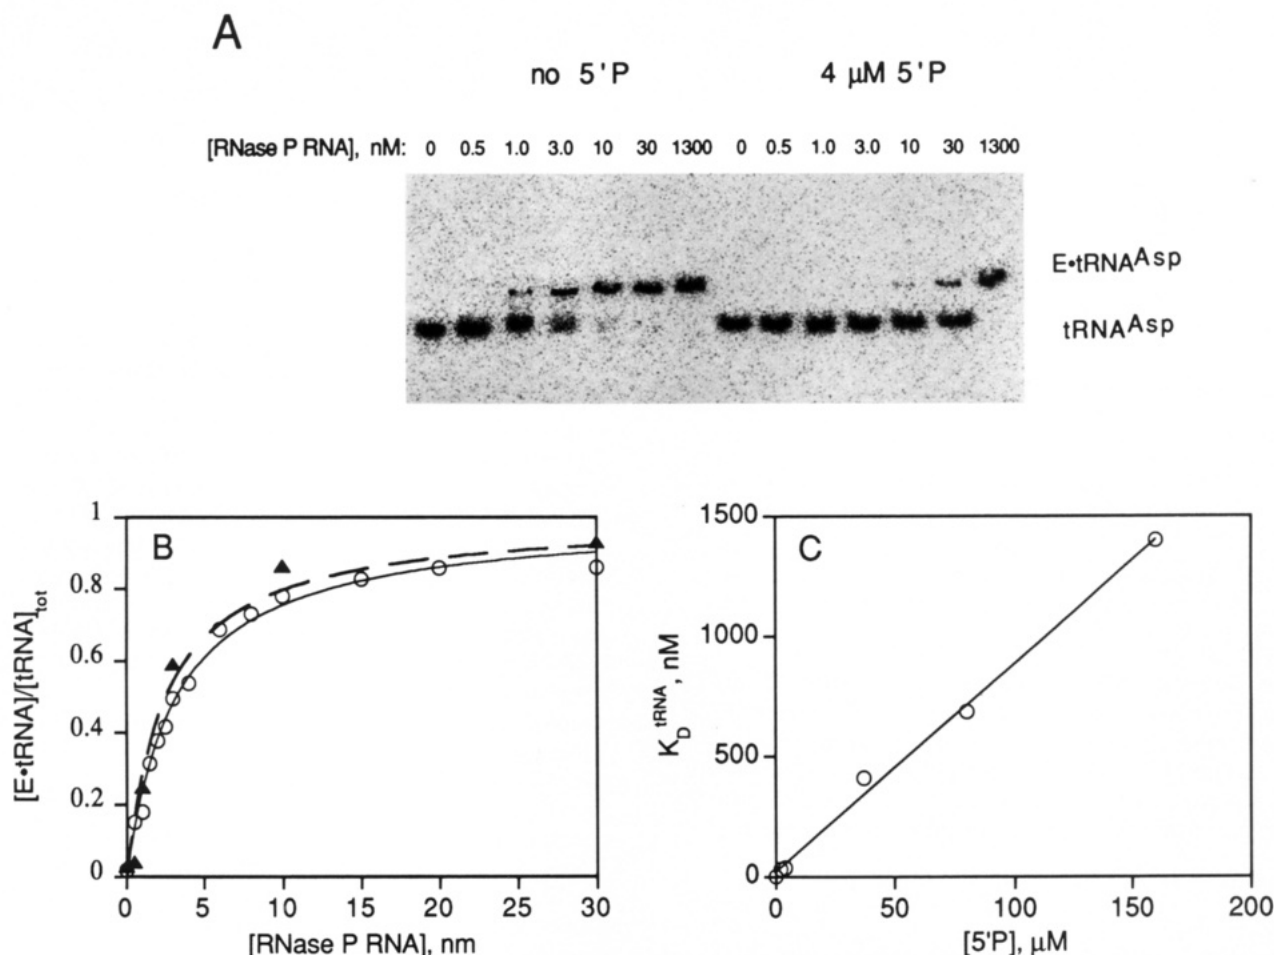 A
no 5'P 4 µM 5'P
[RNase P RNA], nM: 0 0.5 1.0 3.0 10 30 1300 0 0.5 1.0 3.0 10 30 1300
E•tRNAAsp
tRNAAsp
B
[E•tRNA]/[tRNA]tot
1
0.8
0.6
0.4
0.2
0
0 5 10 15 20 25 30
[RNase P RNA], nm
C
KDtRNA, nM
1500
1000
500
0
0 50 100 150 200
[5'P], µM